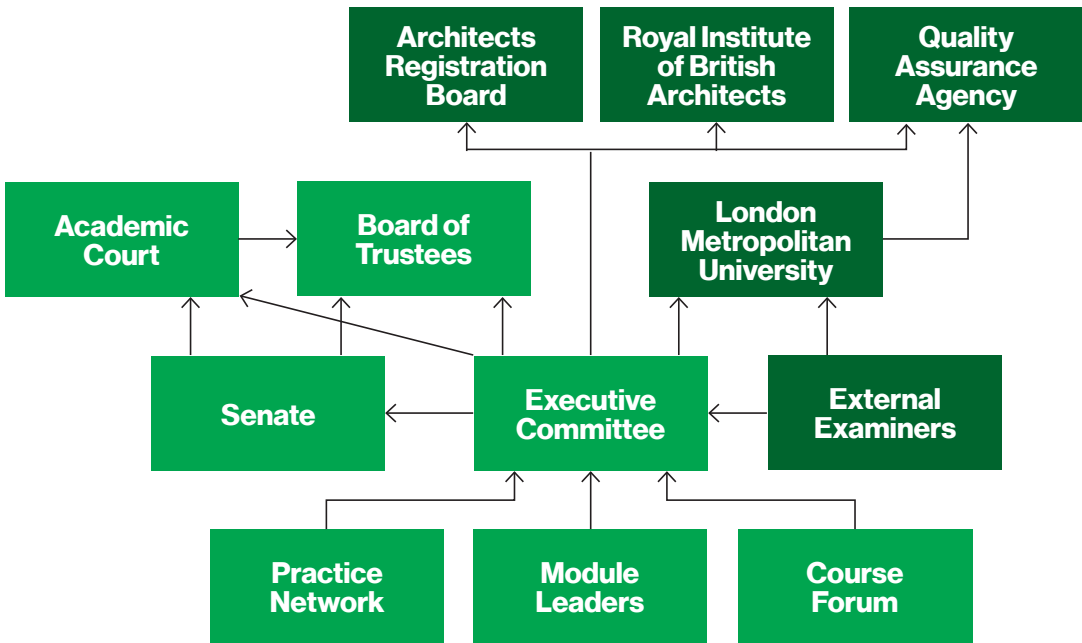 Architects
Registration
Board
Royal Institute
of British
Architects
Quality
Assurance
Agency
Academic
Court
Board of
Trustees
London
Metropolitan
University
Senate
Executive
Committee
External
Examiners
Practice
Network
Module
Leaders
Course
Forum